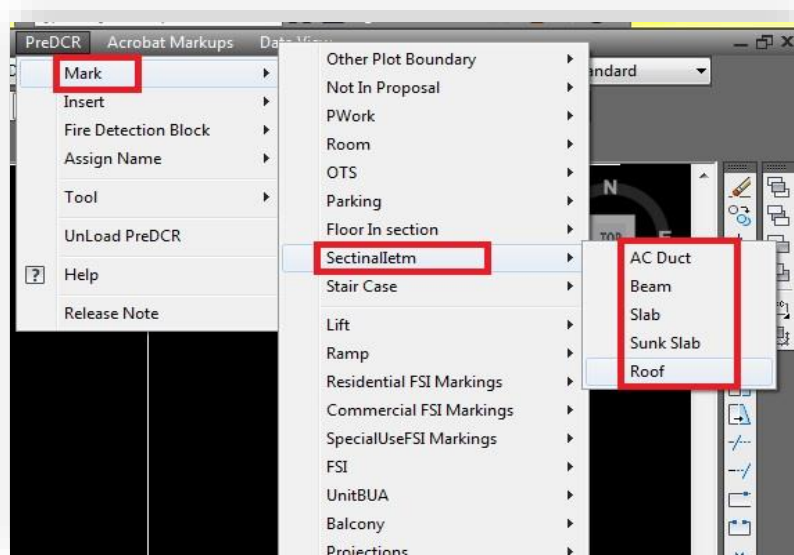 PreDCR Acrobat Markups
Mark
Insert
Fire Detection Block
Assign Name
Tool
UnLoad PreDCR
? Help
Release Note
Other Plot Boundary
Not In Proposal
PWork
Room
OTS
Parking
Floor In section
SectinalIetm
Stair Case
Lift
Ramp
Residential FSI Markings
Commercial FSI Markings
SpecialUseFSI Markings
FSI
UnitBUA
Balcony
Projections
AC Duct
Beam
Slab
Sunk Slab
Roof
andard
N
TOP